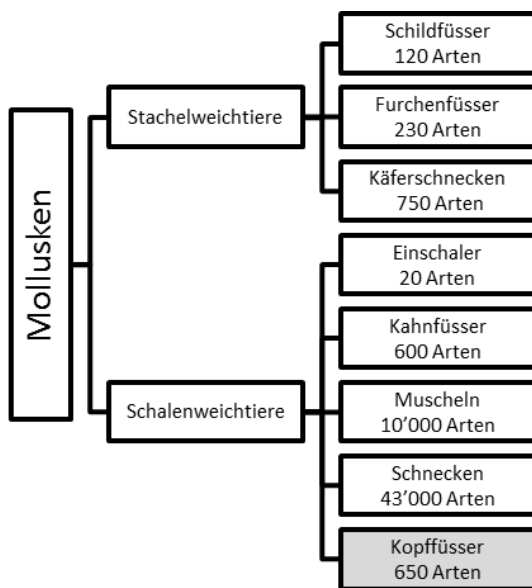 Mollusken
Stachelweichtiere
Schildfüsser
120 Arten
Furchenfüsser
230 Arten
Käferschnecken
750 Arten
Schalenweichtiere
Einschaler
20 Arten
Kahnfüsser
600 Arten
Muscheln
10’000 Arten
Schnecken
43’000 Arten
Kopffüsser
650 Arten